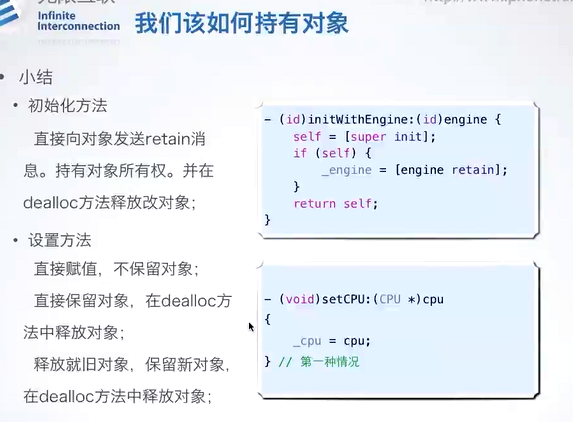 Infinite
Interconnection
我们该如何持有对象
• 小结
• 初始化方法
直接向对象发送retain消
息。持有对象所有权。并在
dealloc方法释放改对象；
• 设置方法
直接赋值，不保留对象；
直接保留对象，在dealloc方
法中释放对象；
释放就旧对象，保留新对象，
在dealloc方法中释放对象；
- (id)initWithEngine:(id)engine {
self = [super init];
if (self) {
_engine = [engine retain];
}
return self;
}
- (void)setCPU:(CPU *)cpu
{
_cpu = cpu;
} // 第一种情况